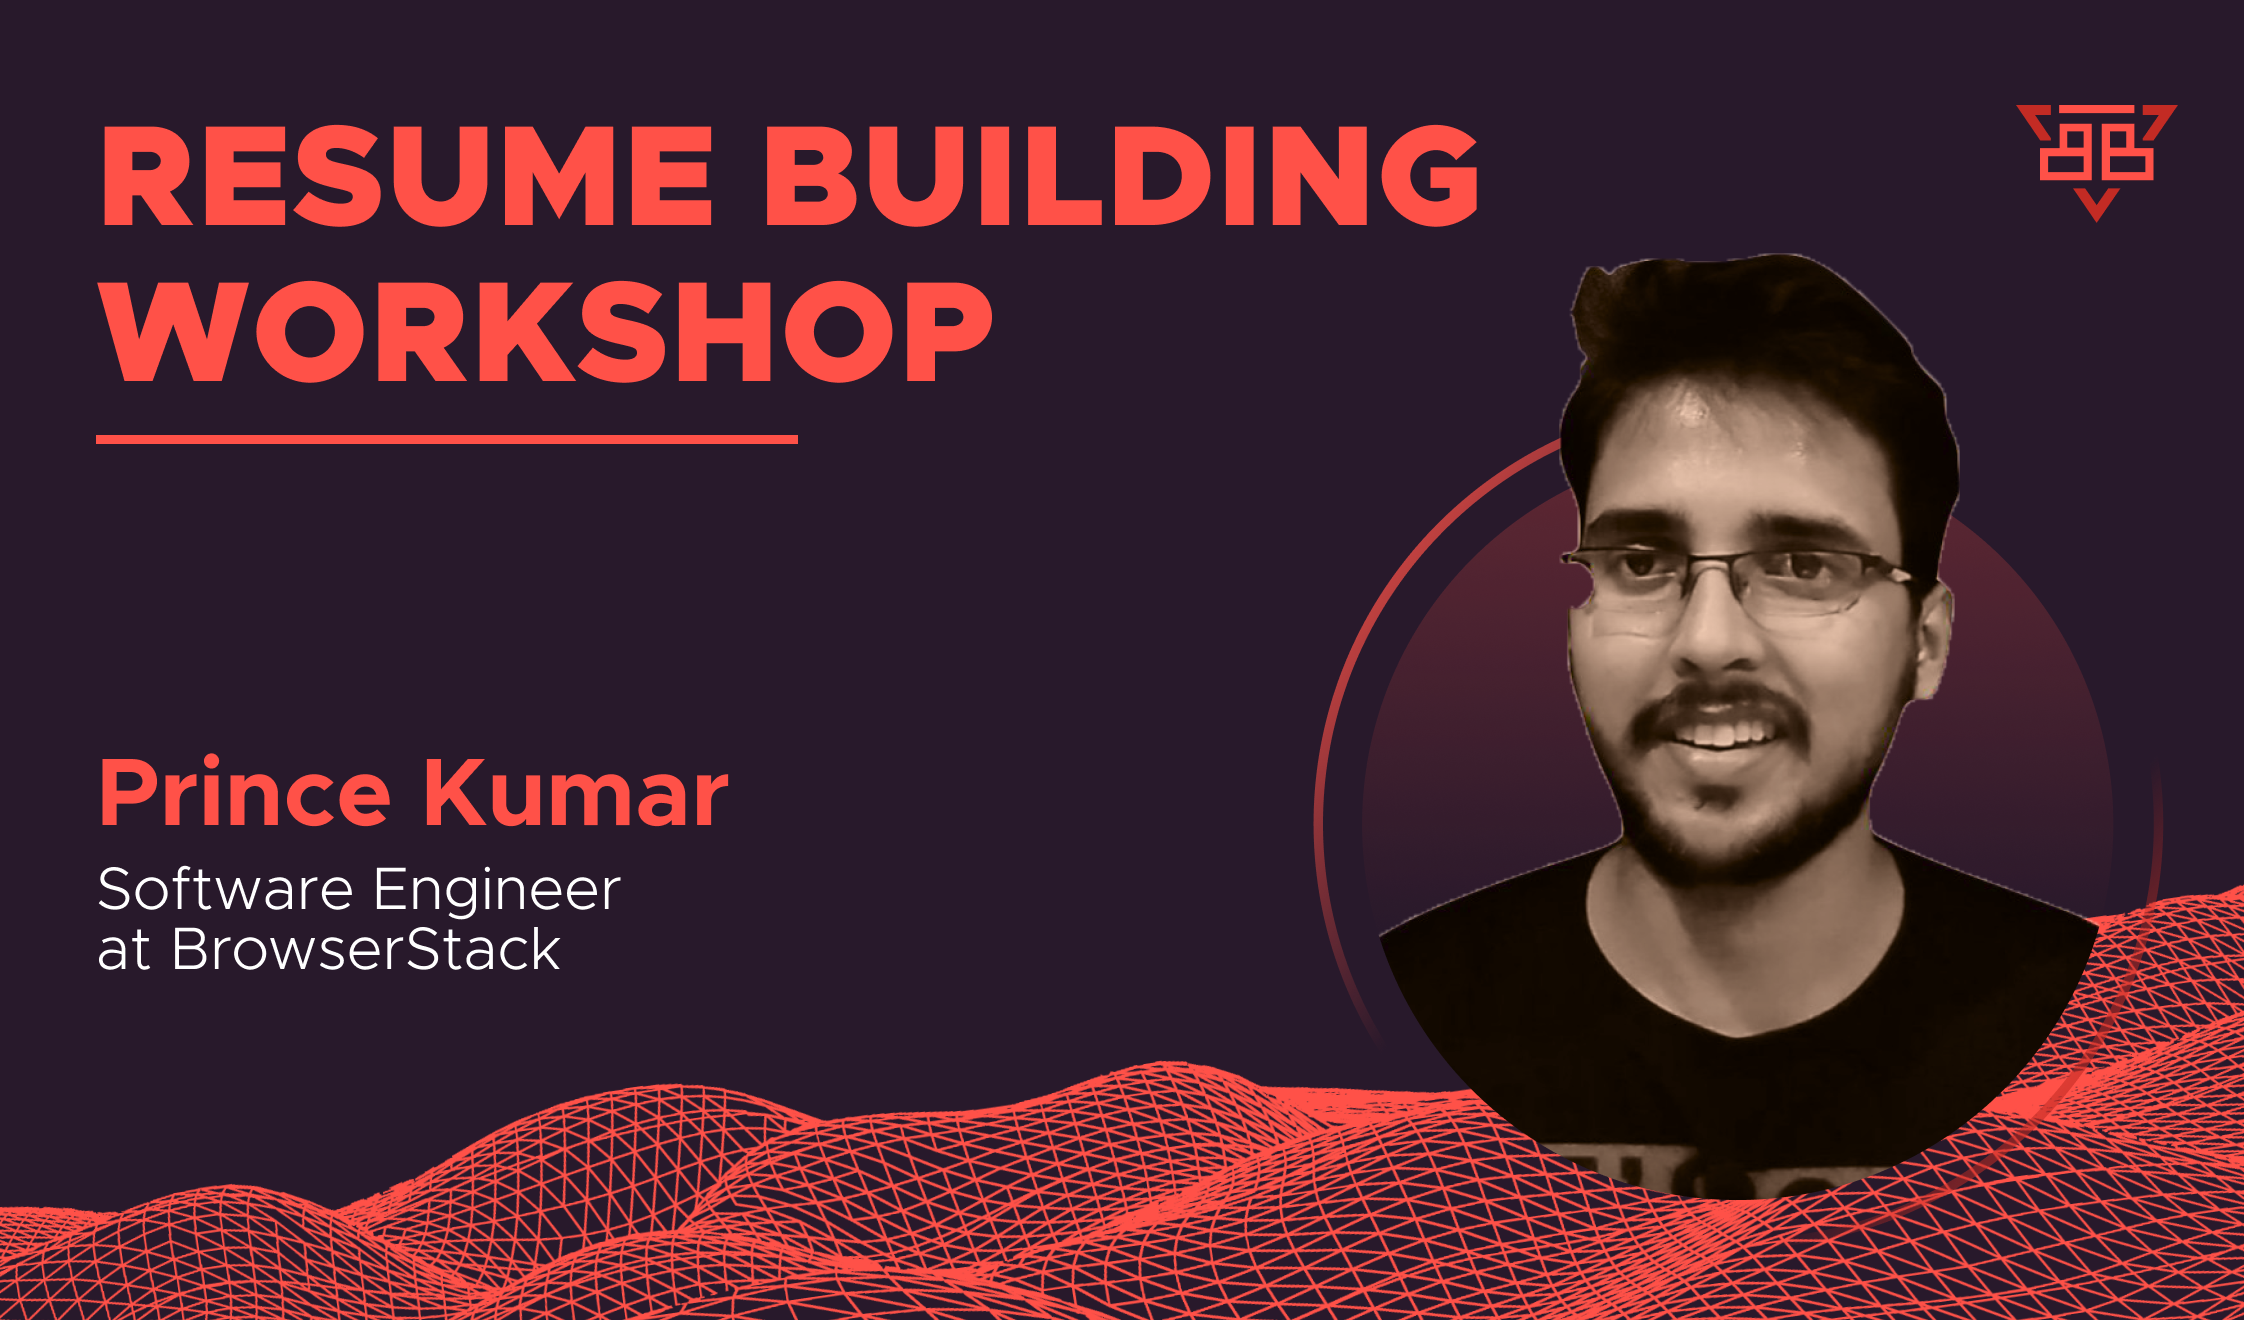 RESUME BUILDING
WORKSHOP
Prince Kumar
Software Engineer
at BrowserStack